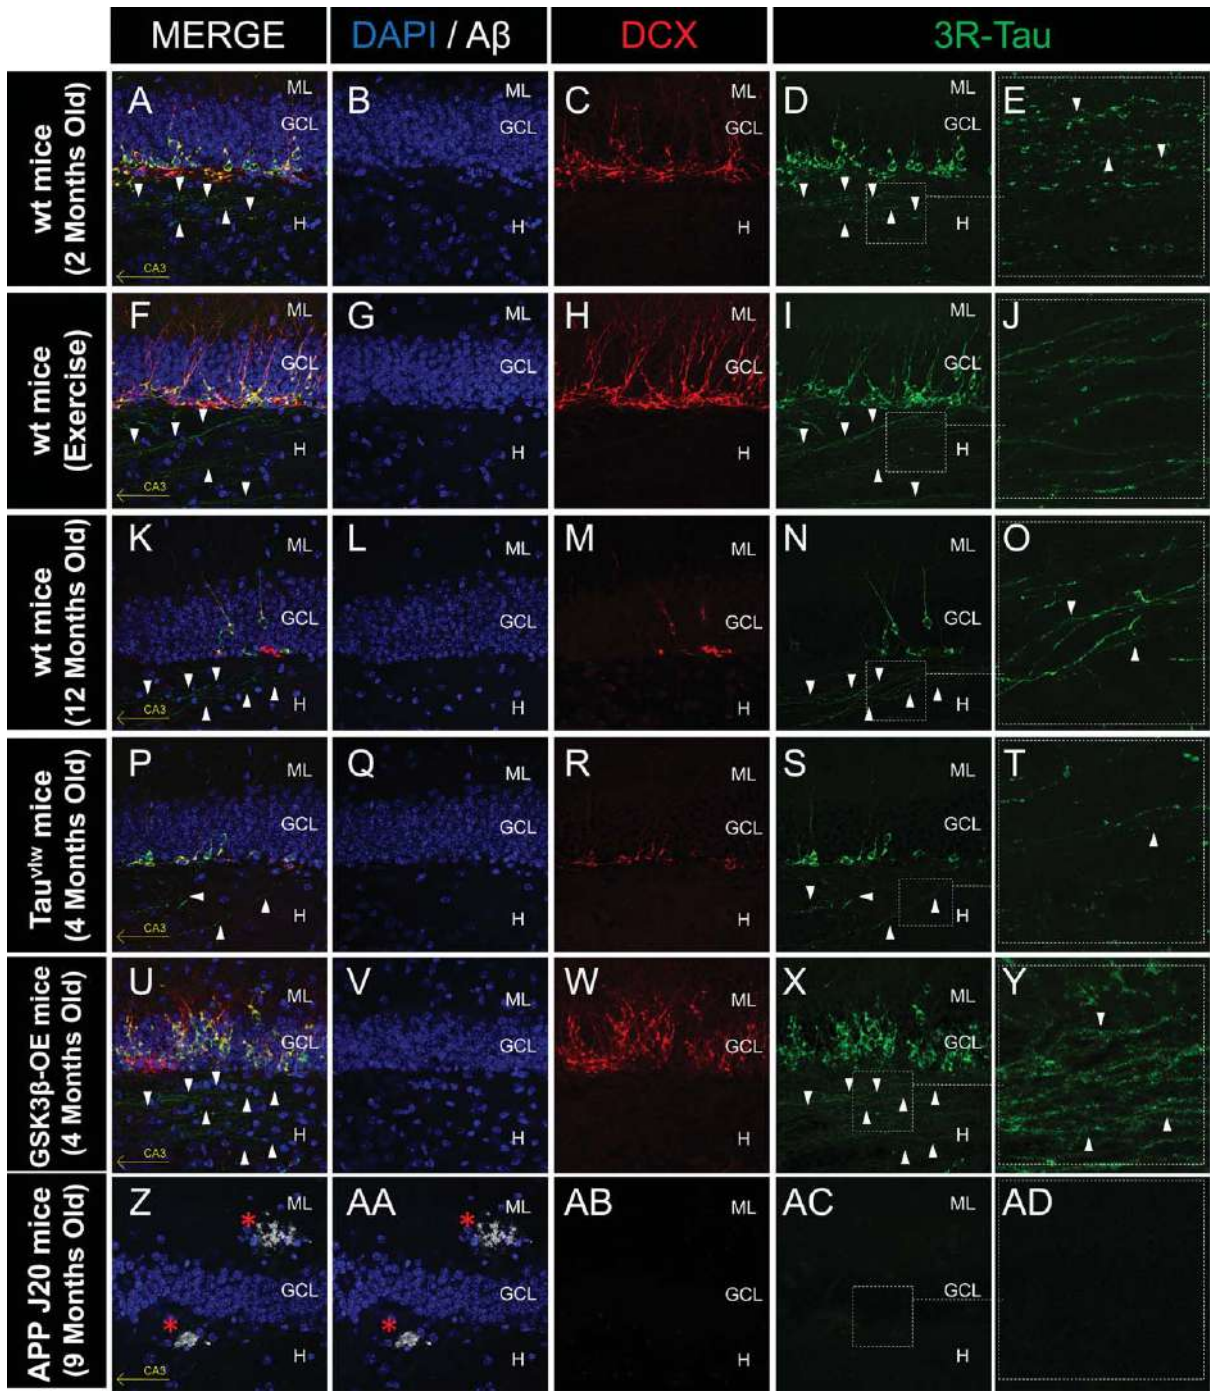 MERGE
DAPI / Aβ
DCX
3R-Tau
wt mice
(2 Months Old)
A
CA3
B
ML
GCL
H
C
ML
GCL
H
D
ML
GCL
H
E
wt mice
(Exercise)
F
ML
GCL
H
CA3
G
ML
GCL
H
H
ML
GCL
H
I
ML
GCL
H
J
wt mice
(12 Months Old)
K
ML
GCL
H
CA3
L
ML
GCL
H
M
ML
GCL
H
N
ML
GCL
H
O
Tauvlw mice
(4 Months Old)
P
ML
GCL
H
CA3
Q
ML
GCL
H
R
ML
GCL
H
S
ML
GCL
H
T
GSK3β-OE mice
(4 Months Old)
U
ML
GCL
H
CA3
V
ML
GCL
H
W
ML
GCL
H
X
ML
GCL
H
Y
APP J20 mice
(9 Months Old)
Z
*
ML
GCL
*
H
CA3
AA
*
ML
GCL
*
H
AB
ML
GCL
H
AC
ML
GCL
H
AD